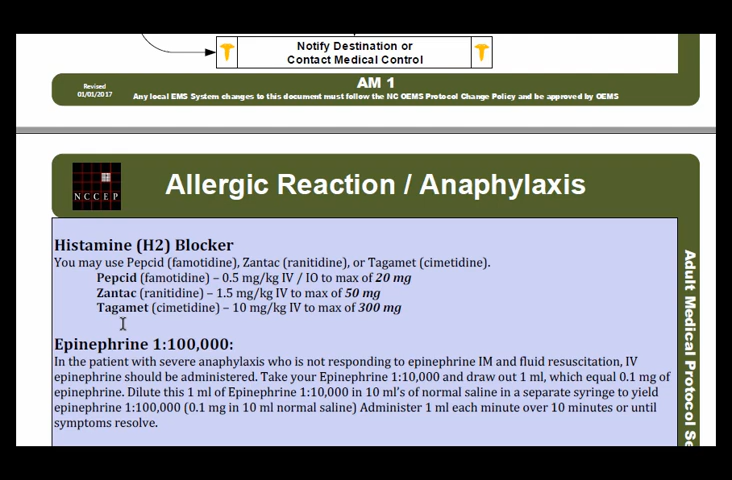 Notify Destination or
Contact Medical Control
Revised
01/01/2017
AM 1
Any local EMS System changes to this document must follow the NC OEMS Protocol Change Policy and be approved by OEMS
NCCEP
Allergic Reaction / Anaphylaxis
Histamine (H2) Blocker
You may use Pepcid (famotidine), Zantac (ranitidine), or Tagamet (cimetidine).
Pepcid (famotidine) – 0.5 mg/kg IV / IO to max of 20 mg
Zantac (ranitidine) – 1.5 mg/kg IV to max of 50 mg
Tagamet (cimetidine) – 10 mg/kg IV to max of 300 mg
Epinephrine 1:100,000:
In the patient with severe anaphylaxis who is not responding to epinephrine IM and fluid resuscitation, IV
epinephrine should be administered. Take your Epinephrine 1:10,000 and draw out 1 ml, which equal 0.1 mg of
epinephrine. Dilute this 1 ml of Epinephrine 1:10,000 in 10 ml's of normal saline in a separate syringe to yield
epinephrine 1:100,000 (0.1 mg in 10 ml normal saline) Administer 1 ml each minute over 10 minutes or until
symptoms resolve.
Adult Medical Protocol Se